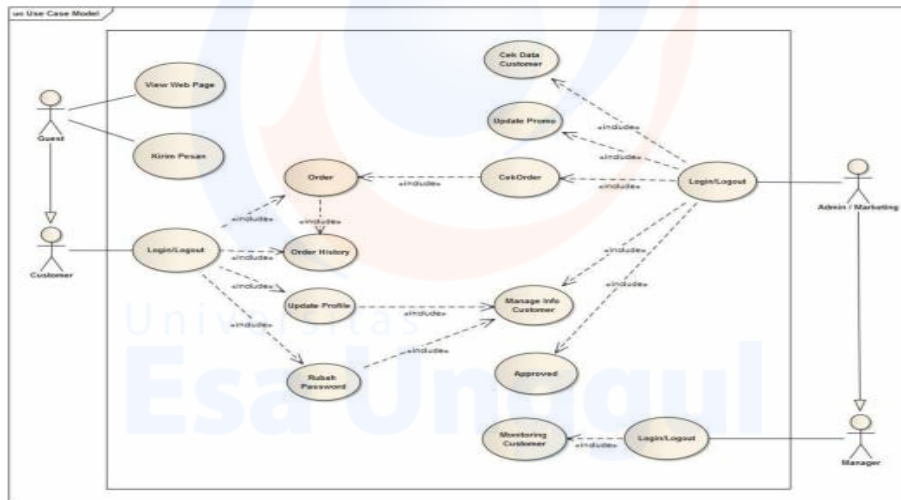 uc Use Case Model
Cek Data
Customer
View Web Page
Update Promo
«include»
Guest
«include»
Kirim Pesan
Order
«include»
CekOrder
«include»
Login/Logout
Admin / Marketing
«include»
«include»
Login/Logout
«include»
Order History
Customer
«include»
«include»
Update Profile
«include»
Manage Info
Customer
«include»
Universitas
«include»
«include»
Rubah
Password
Approved
Esa Unggul
Monitoring
Customer
«include»
Login/Logout
Manager